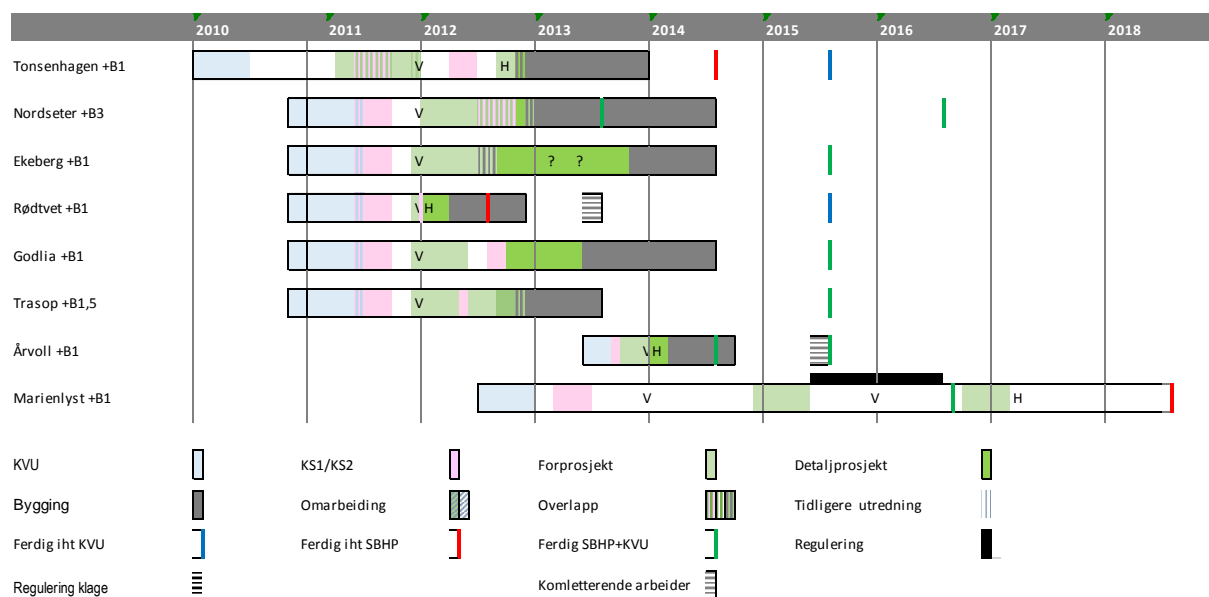 2010 2011 2012 2013 2014 2015 2016 2017 2018
Tonsenhagen +B1 V H
Nordseter +B3 V
Ekeberg +B1 V ? ?
Rødtvet +B1 V H
Godlia +B1 V
Trasop +B1,5 V
Årvoll +B1 V H
Marienlyst +B1 V V H
KVU KS1/KS2 Forprosjekt Detaljprosjekt
Bygging Omarbeiding Overlapp Tidligere utredning
Ferdig iht KVU Ferdig iht SBHP Ferdig SBHP+KVU Regulering
Regulering klage Komletterende arbeider